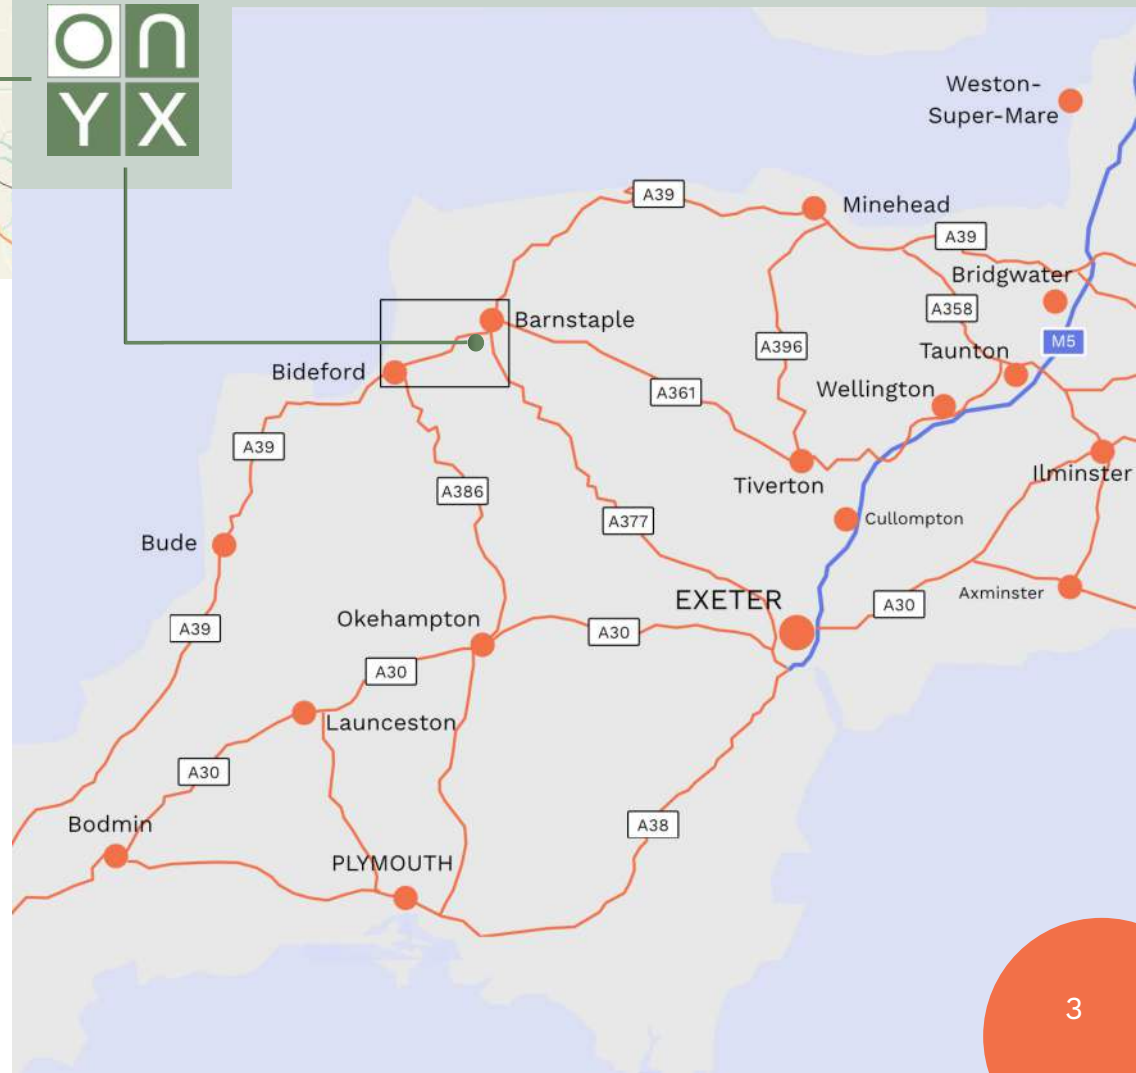 ON
YX
Weston-
Super-Mare
A39
Minehead
A39
Bridgwater
A358
Barnstaple
M5
A396
Taunton
Bideford
Wellington
A361
A39
Ilminster
Tiverton
A386
Cullompton
A377
Bude
Axminster
EXETER
A30
Okehampton
A39
A30
A30
Launceston
A30
Bodmin
A38
PLYMOUTH
3